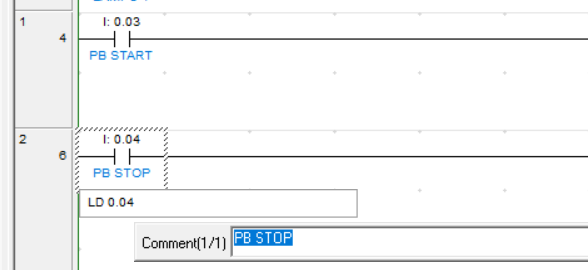 1
I: 0.03
4
PB START
2
I: 0.04
6
PB STOP
LD 0.04
Comment(1/1) PB STOP